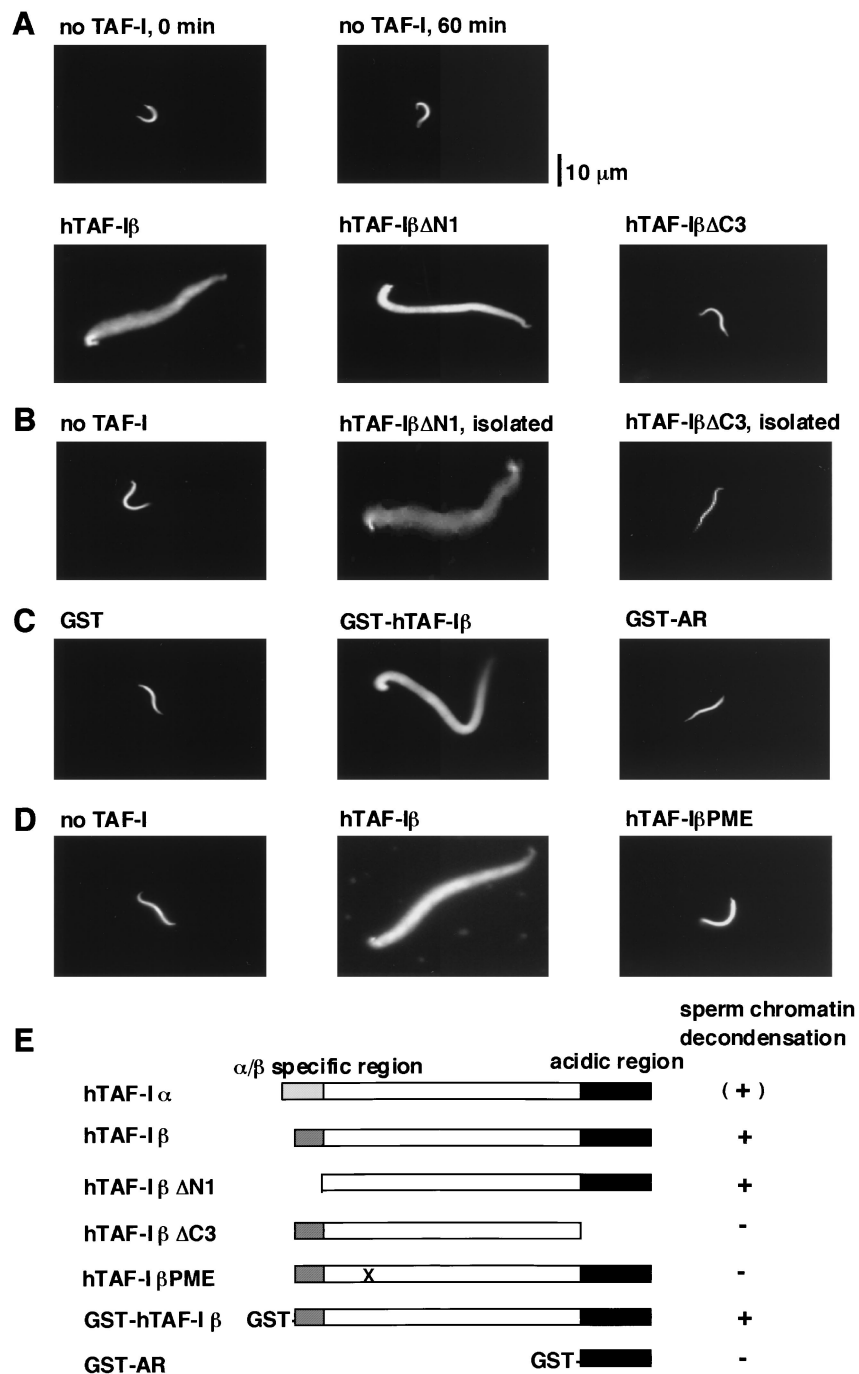 A
no TAF-I, 0 min no TAF-I, 60 min
10 μm
hTAF-Iβ hTAF-IβΔN1 hTAF-IβΔC3
B
no TAF-I hTAF-IβΔN1, isolated hTAF-IβΔC3, isolated
C
GST GST-hTAF-Iβ GST-AR
D
no TAF-I hTAF-Iβ hTAF-IβPME
sperm chromatin
decondensation
E
α/β specific region acidic region
hTAF-I α (+)
hTAF-I β +
hTAF-I β ΔN1 +
hTAF-I β ΔC3 -
hTAF-I βPME X -
GST-hTAF-I β GST- +
GST-AR GST- -